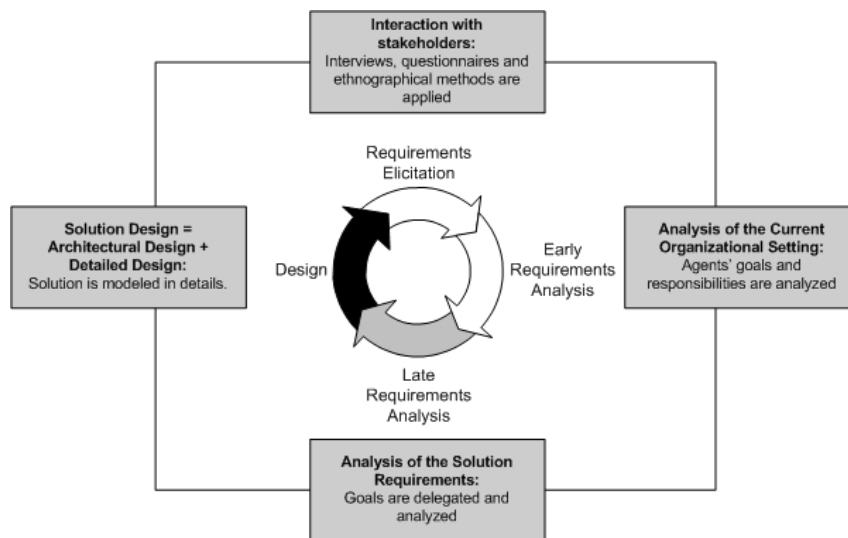 Interaction with
stakeholders:
Interviews, questionnaires and
ethnographical methods are
applied
Requirements
Elicitation
Solution Design =
Architectural Design +
Detailed Design:
Solution is modeled in details.
Design
Early
Requirements
Analysis
Analysis of the Current
Organizational Setting:
Agents' goals and
responsibilities are analyzed
Late
Requirements
Analysis
Analysis of the Solution
Requirements:
Goals are delegated and
analyzed